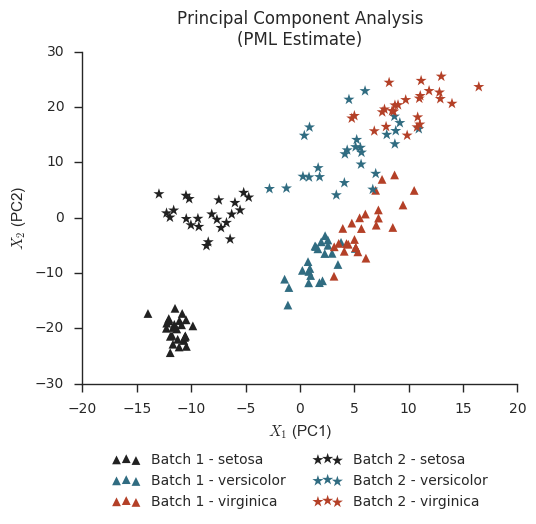 Principal Component Analysis
(PML Estimate)
30
20
10
0
−10
−20
−30
X₂ (PC2)
−20 −15 −10 −5 0 5 10 15 20
X₁ (PC1)
Batch 1 - setosa
Batch 1 - versicolor
Batch 1 - virginica
Batch 2 - setosa
Batch 2 - versicolor
Batch 2 - virginica